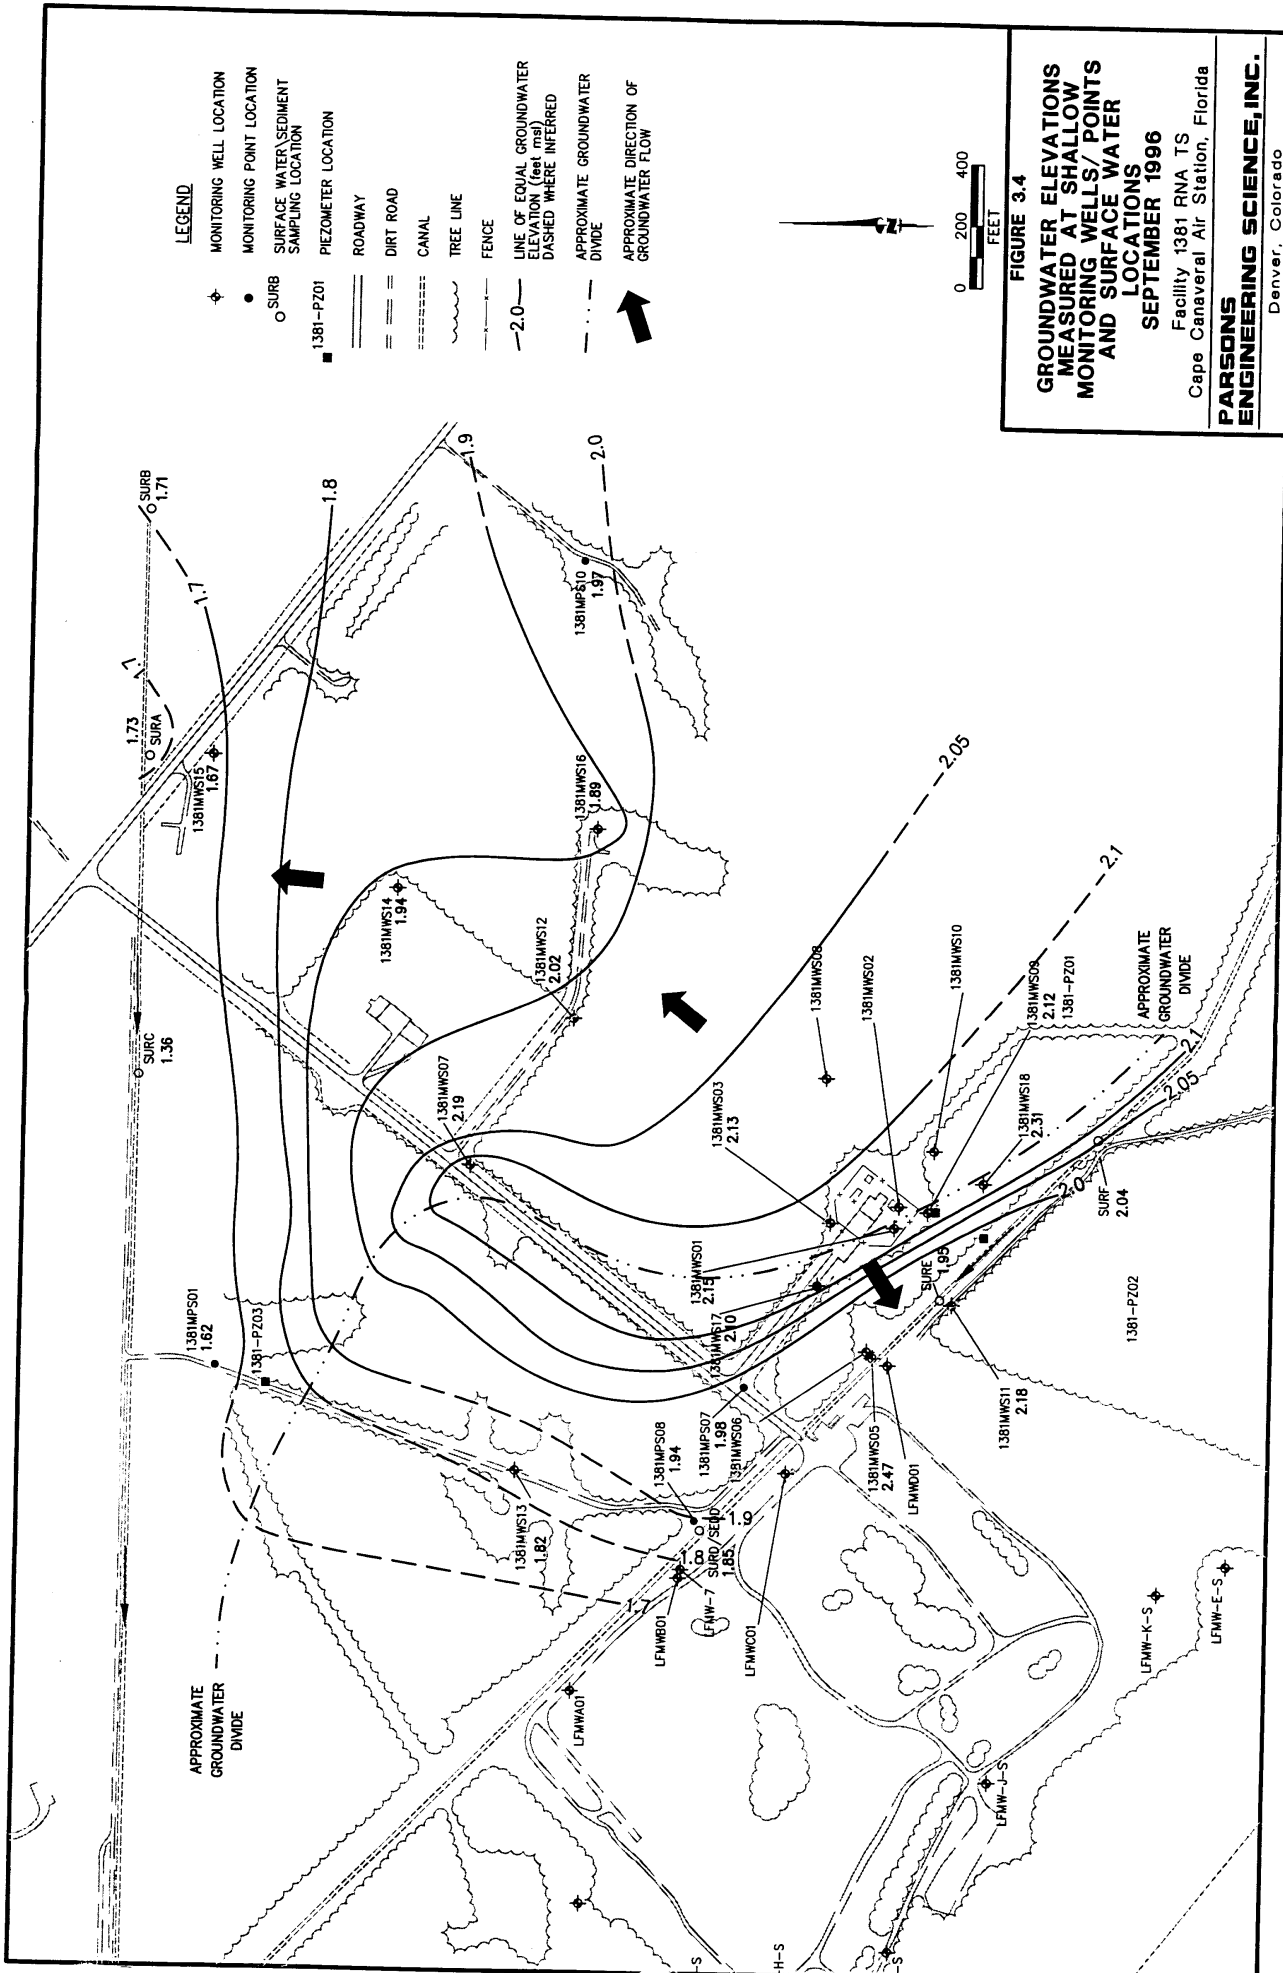 LEGEND
MONITORING WELL LOCATION
MONITORING POINT LOCATION
SURB
SURFACE WATER\SEDIMENT
SAMPLING LOCATION
1381-PZ01
PIEZOMETER LOCATION
ROADWAY
DIRT ROAD
CANAL
TREE LINE
FENCE
2.0
LINE OF EQUAL GROUNDWATER
ELEVATION (feet msl)
DASHED WHERE INFERRED
APPROXIMATE GROUNDWATER
DIVIDE
APPROXIMATE DIRECTION OF
GROUNDWATER FLOW
N
0 200 400
FEET
FIGURE 3.4
GROUNDWATER ELEVATIONS
MEASURED AT SHALLOW
MONITORING WELLS/ POINTS
AND SURFACE WATER
LOCATIONS
SEPTEMBER 1996
Facility 1381 RNA TS
Cape Canaveral Air Station, Florida
PARSONS
ENGINEERING SCIENCE, INC.
Denver, Colorado
SURB
1.71
1.7
1.8
1.9
2.0
1381MPS10
1.97
1.7
1.73
SURA
1381MWS15
1.67
1381MWS16
1.89
2.05
2.1
1381MWS14
1.94
1381MWS12
2.02
SURC
1.36
1381MWS07
2.19
1381MWS08
1381MWS02
1381MWS10
1381MWS09
2.12
1381-PZ01
APPROXIMATE
GROUNDWATER
DIVIDE
1381MWS03
2.13
1381MWS18
2.31
2.1
2.05
2.0
SURF
2.04
1381MWS01
2.15
1381MWS17
2.10
SURE
1.95
1381-PZ02
1381MPS01
1.62
1381-PZ03
1381MWS11
2.18
1381MPS08
1.94
1381MPS07
1.98
1381MWS06
1381MWS05
2.47
LFMWD01
1381MWS13
1.82
1.9
1.8
SURD/SEDD
1.85
1.7
LFMWB01
LFMW-7
LFMWC01
LFMWA01
LFMW-K-S
LFMW-E-S
LFMW-J-S
APPROXIMATE
GROUNDWATER
DIVIDE
-S
-H-S
-S